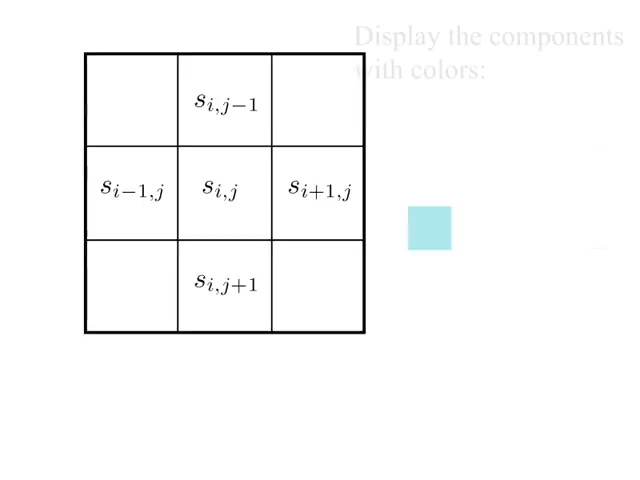 Display the components
with colors:
s_{i,j-1}
s_{i-1,j} s_{i,j} s_{i+1,j}
s_{i,j+1}